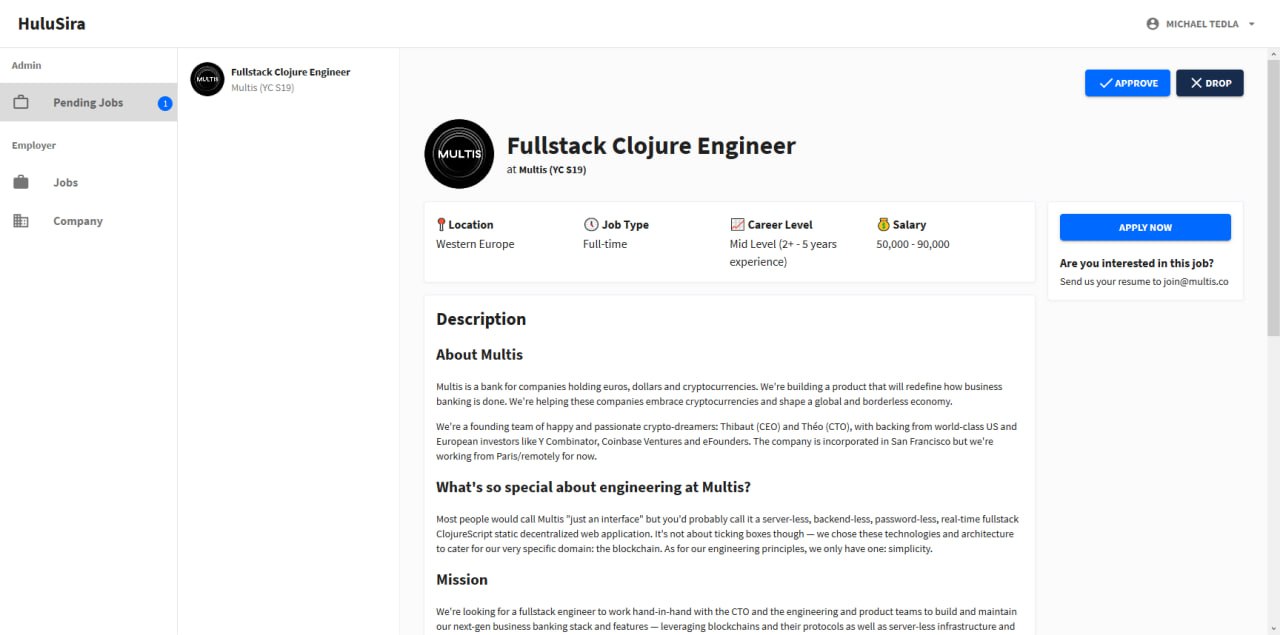 HuluSira
MICHAEL TEDLA
Admin
Pending Jobs
1
Employer
Jobs
Company
MULTIS
Fullstack Clojure Engineer
Multis (YC S19)
APPROVE
DROP
MULTIS
Fullstack Clojure Engineer
at Multis (YC S19)
Location
Western Europe
Job Type
Full-time
Career Level
Mid Level (2+ - 5 years
experience)
Salary
50,000 - 90,000
APPLY NOW
Are you interested in this job?
Send us your resume to join@multis.co
Description
About Multis
Multis is a bank for companies holding euros, dollars and cryptocurrencies. We're building a product that will redefine how business
banking is done. We're helping these companies embrace cryptocurrencies and shape a global and borderless economy.
We're a founding team of happy and passionate crypto-dreamers: Thibaut (CEO) and Théo (CTO), with backing from world-class US and
European investors like Y Combinator, Coinbase Ventures and eFounders. The company is incorporated in San Francisco but we're
working from Paris/remotely for now.
What's so special about engineering at Multis?
Most people would call Multis "just an interface" but you'd probably call it a server-less, backend-less, password-less, real-time fullstack
ClojureScript static decentralized web application. It's not about ticking boxes though — we chose these technologies and architecture
to cater for our very specific domain: the blockchain. As for our engineering principles, we only have one: simplicity.
Mission
We're looking for a fullstack engineer to work hand-in-hand with the CTO and the engineering and product teams to build and maintain
our next-gen business banking stack and features — leveraging blockchains and their protocols as well as server-less infrastructure and